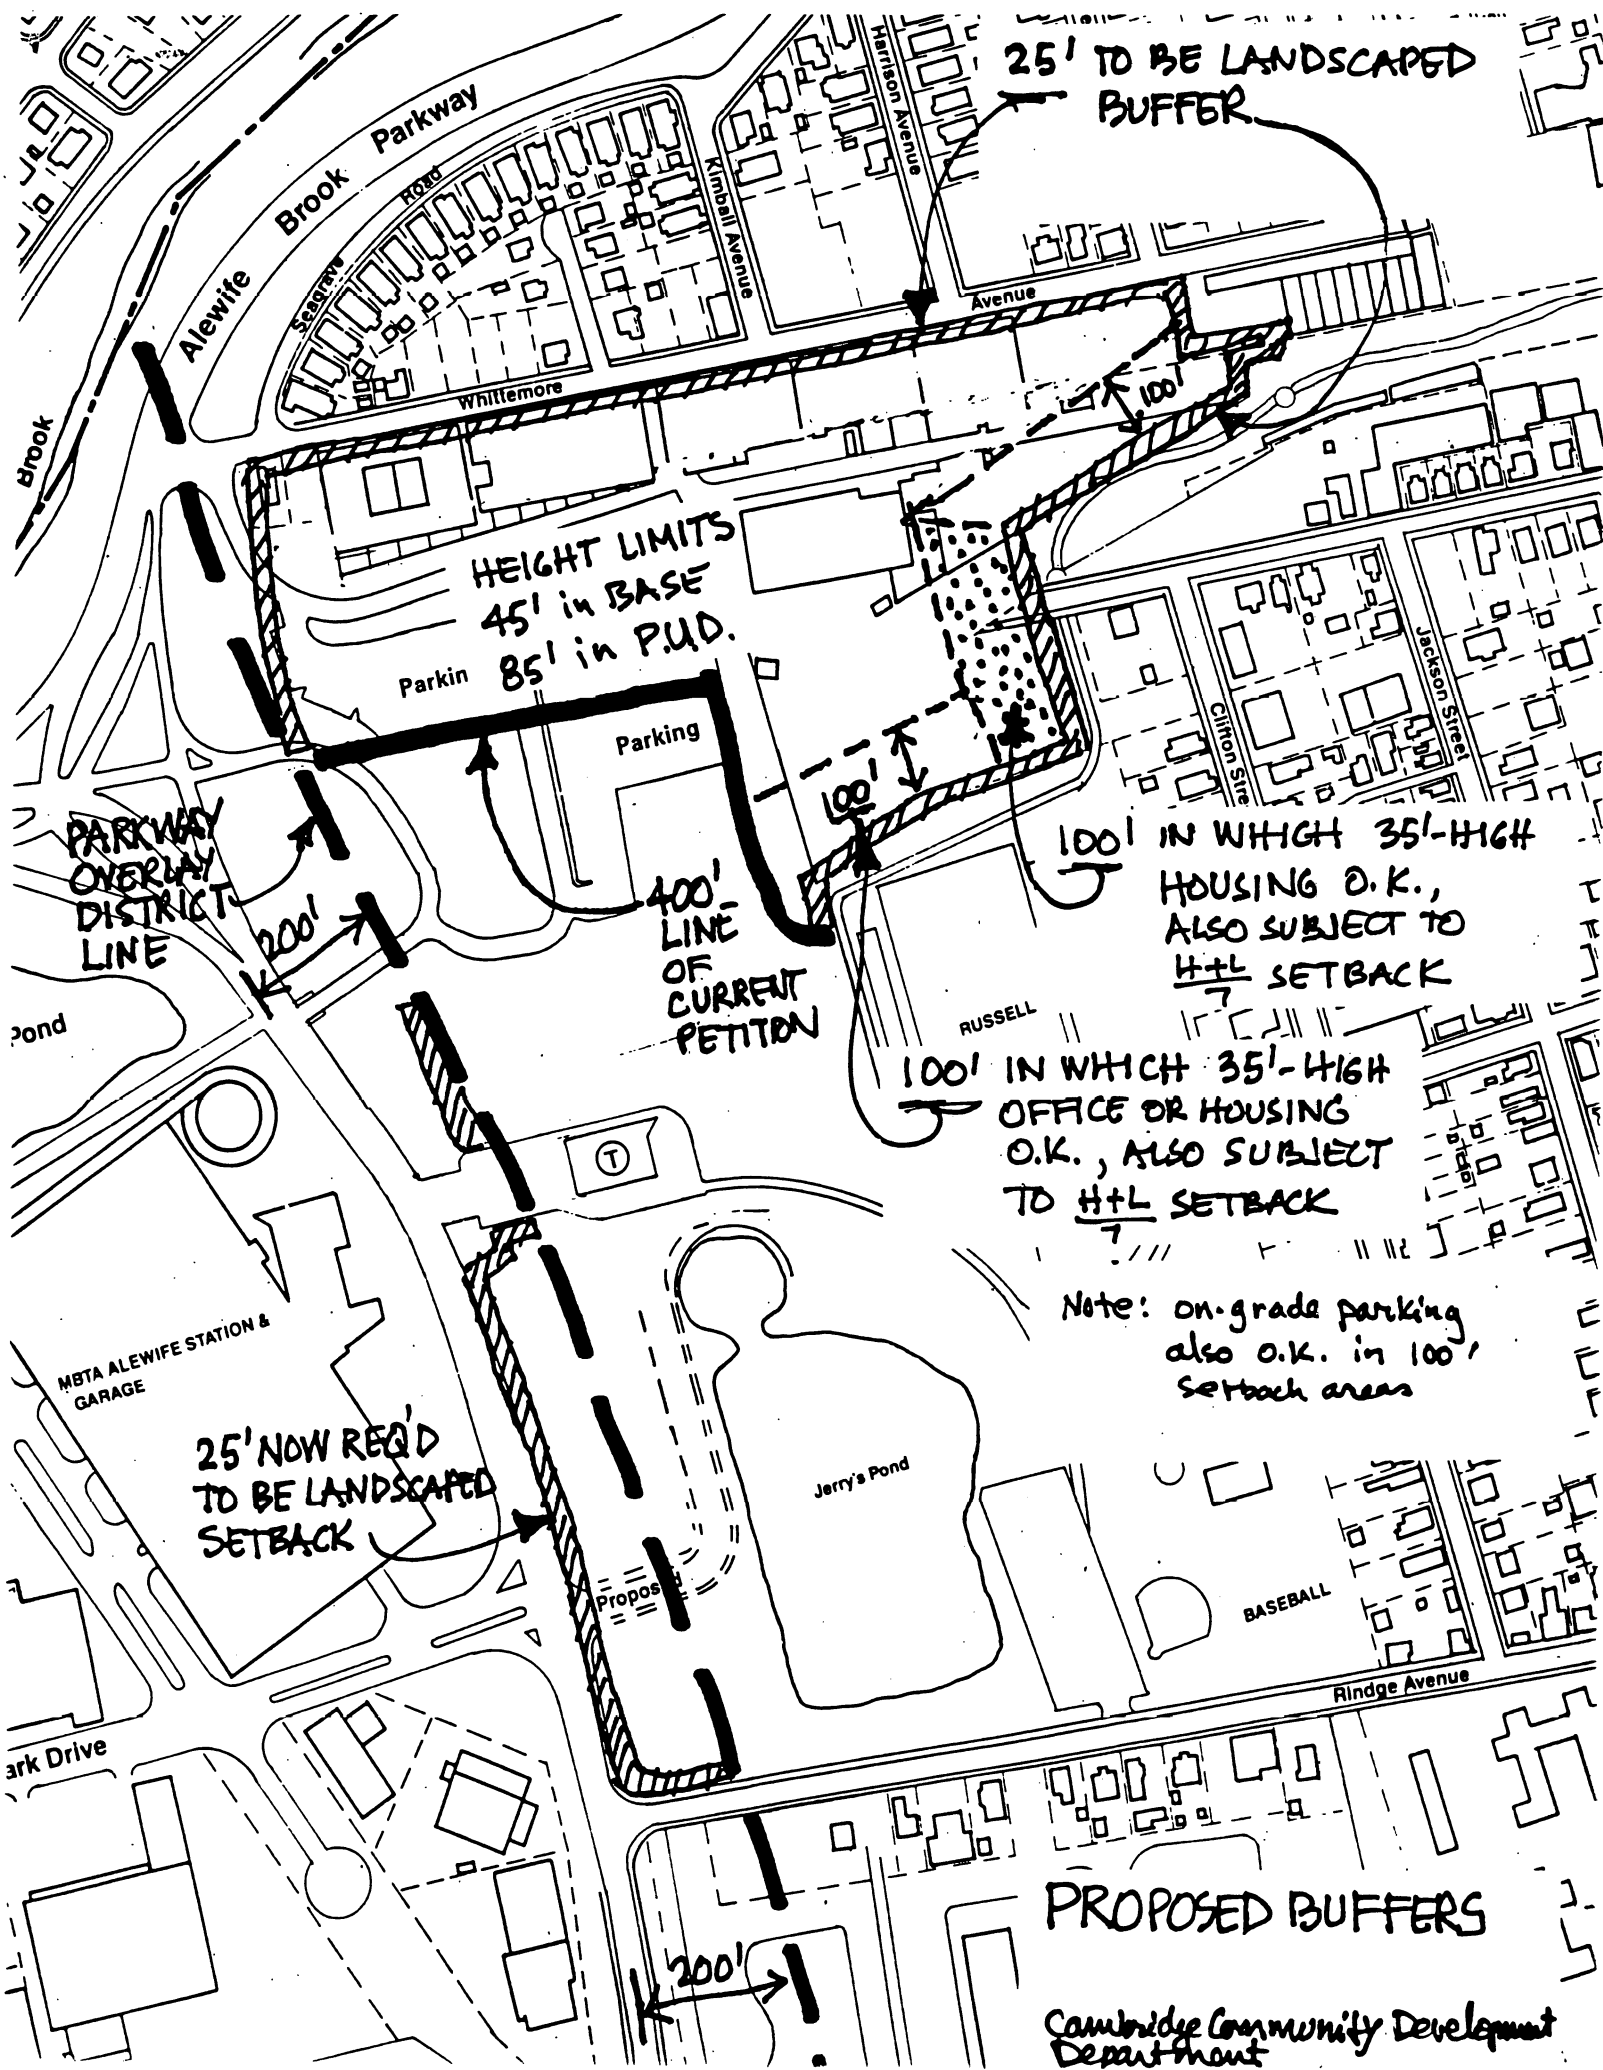 25' TO BE LANDSCAPED
BUFFER
Harrison Avenue
Alewife Brook Parkway
Seagrave Road
Kimball Avenue
Avenue
Whittemore
Brook
100'
HEIGHT LIMITS
45' in BASE
85' in P.U.D.
Parkin
Parking
Jackson Street
Clifton Stre
100'
PARKWAY
OVERLAY
DISTRICT
LINE
200'
400'
LINE
OF
CURRENT
PETITION
100' IN WHICH 35'-HIGH
HOUSING O.K.,
ALSO SUBJECT TO
H+L/7 SETBACK
Pond
RUSSELL
100' IN WHICH 35'-HIGH
OFFICE OR HOUSING
O.K., ALSO SUBJECT
TO H+L/7 SETBACK
T
Note: on-grade parking
also O.K. in 100'
setback areas
MBTA ALEWIFE STATION &
GARAGE
25' NOW REQ'D
TO BE LANDSCAPED
SETBACK
Jerry's Pond
Propos
BASEBALL
Rindge Avenue
ark Drive
PROPOSED BUFFERS
200'
Cambridge Community Development
Department